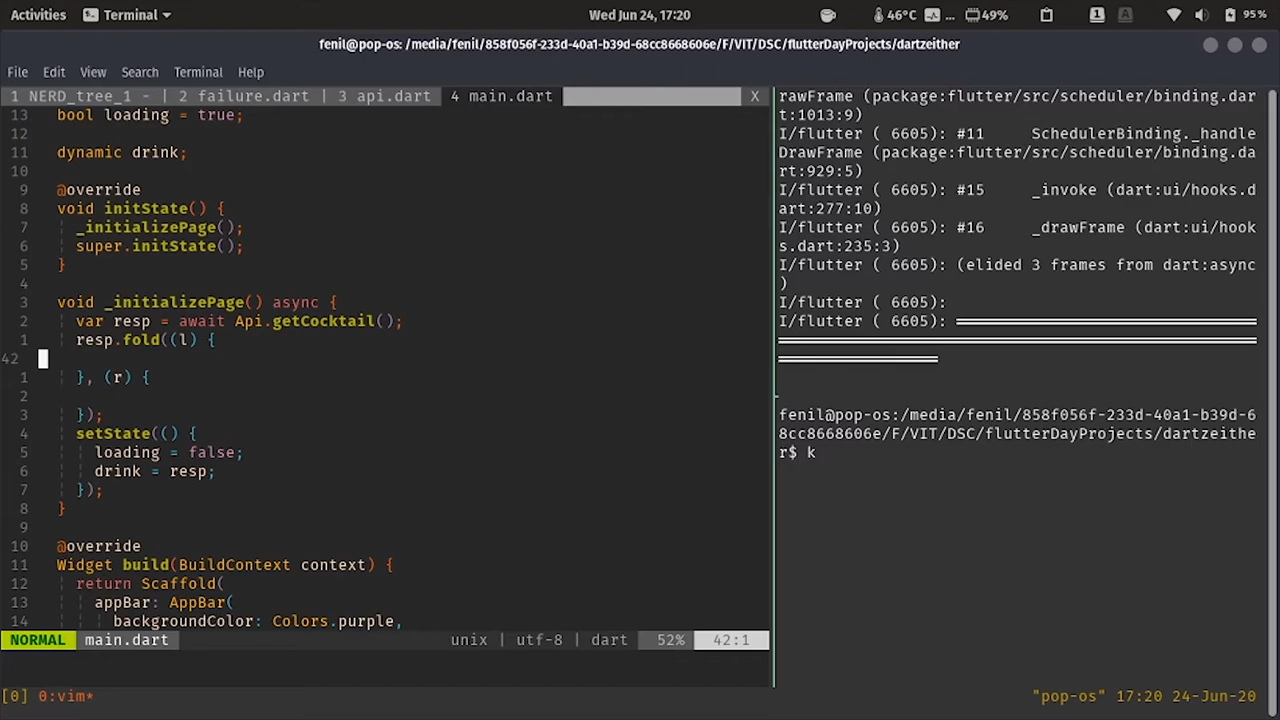 Activities Terminal Wed Jun 24, 17:20 46°C ... 49% 1 A 95%
fenil@pop-os: /media/fenil/858f056f-233d-40a1-b39d-68cc8668606e/F/VIT/DSC/flutterDayProjects/dartzeither
File Edit View Search Terminal Help
1 NERD_tree_1 - | 2 failure.dart | 3 api.dart 4 main.dart X
13 bool loading = true;
12
11 dynamic drink;
10
9 @override
8 void initState() {
7 _initializePage();
6 super.initState();
5 }
4
3 void _initializePage() async {
2 var resp = await Api.getCocktail();
1 resp.fold((l) {
42
1 }, (r) {
2
3 });
4 setState(() {
5 loading = false;
6 drink = resp;
7 });
8 }
9
10 @override
11 Widget build(BuildContext context) {
12 return Scaffold(
13 appBar: AppBar(
14 backgroundColor: Colors.purple,
NORMAL main.dart unix | utf-8 | dart 52% 42:1
rawFrame (package:flutter/src/scheduler/binding.dar
t:1013:9)
I/flutter ( 6605): #11 SchedulerBinding._handle
DrawFrame (package:flutter/src/scheduler/binding.da
rt:929:5)
I/flutter ( 6605): #15 _invoke (dart:ui/hooks.d
art:277:10)
I/flutter ( 6605): #16 _drawFrame (dart:ui/hook
s.dart:235:3)
I/flutter ( 6605): (elided 3 frames from dart:async
)
I/flutter ( 6605):
I/flutter ( 6605): ════════════════════════════════
═══════════════════════════════════════════════════
═════════════════
fenil@pop-os:/media/fenil/858f056f-233d-40a1-b39d-6
8cc8668606e/F/VIT/DSC/flutterDayProjects/dartzeithe
r$ k
[0] 0:vim* "pop-os" 17:20 24-Jun-20